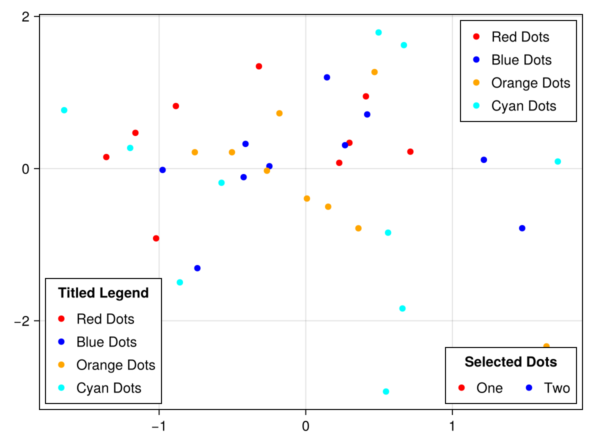 2
Red Dots
Blue Dots
Orange Dots
Cyan Dots
0
Titled Legend
Red Dots
Blue Dots
Orange Dots
Cyan Dots
−2
Selected Dots
One Two
−1 0 1